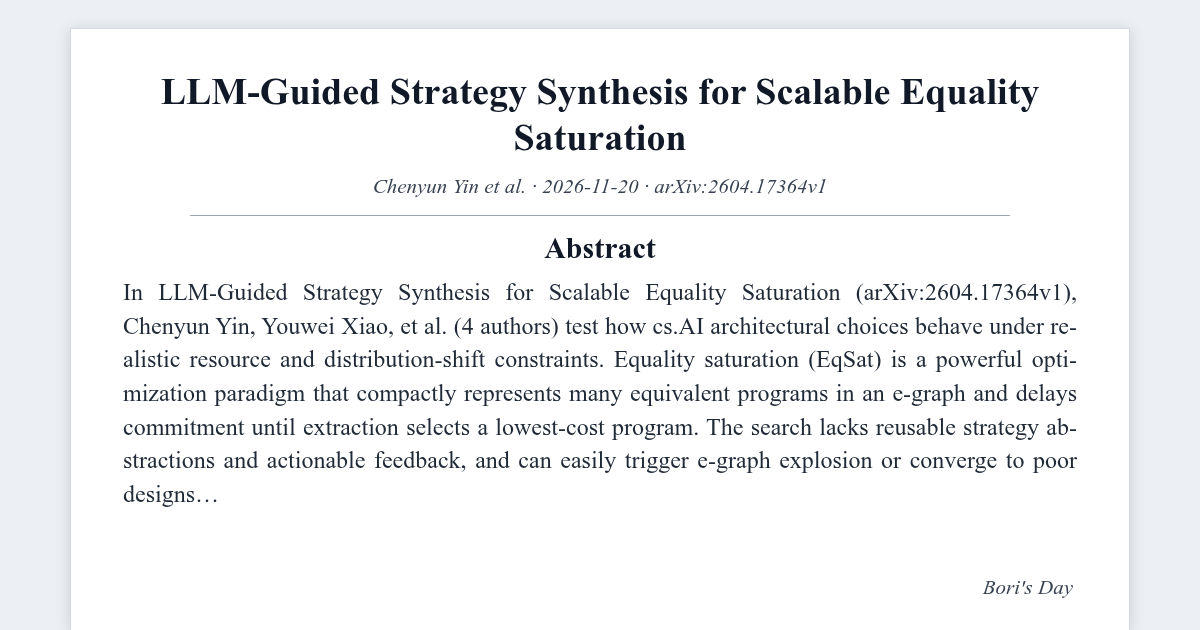 LLM-Guided Strategy Synthesis for Scalable Equality
Saturation
Chenyun Yin et al. · 2026-11-20 · arXiv:2604.17364v1
Abstract
In LLM-Guided Strategy Synthesis for Scalable Equality Saturation (arXiv:2604.17364v1),
Chenyun Yin, Youwei Xiao, et al. (4 authors) test how cs.AI architectural choices behave under re-
alistic resource and distribution-shift constraints. Equality saturation (EqSat) is a powerful opti-
mization paradigm that compactly represents many equivalent programs in an e-graph and delays
commitment until extraction selects a lowest-cost program. The search lacks reusable strategy ab-
stractions and actionable feedback, and can easily trigger e-graph explosion or converge to poor
designs…
Bori's Day